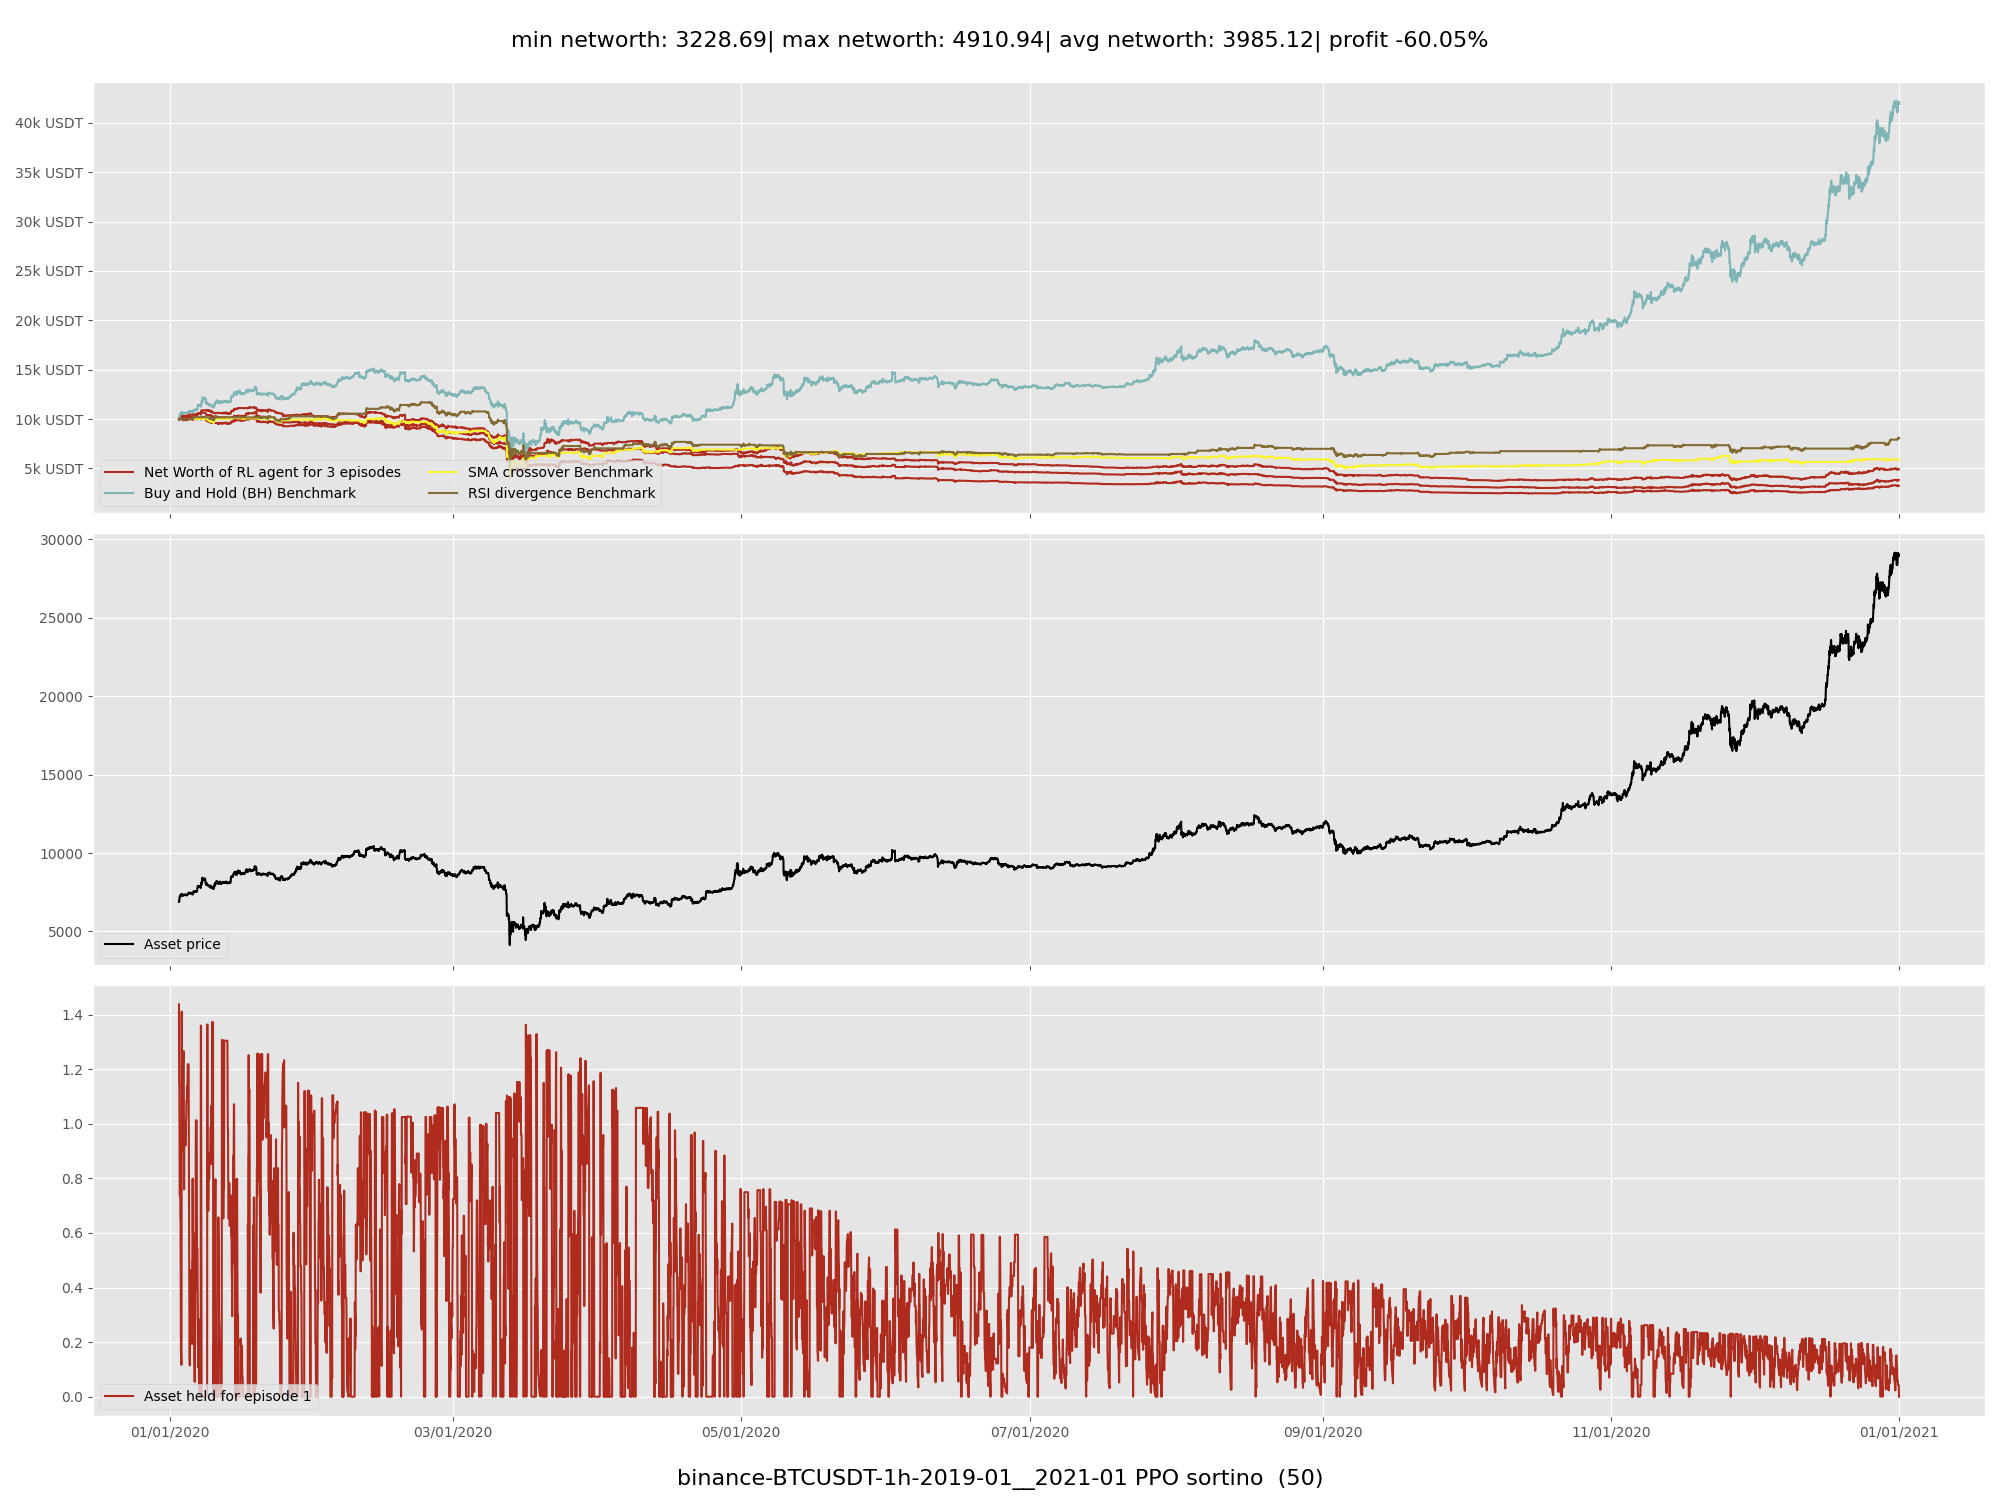 min networth: 3228.69| max networth: 4910.94| avg networth: 3985.12| profit -60.05%
40k USDT
35k USDT
30k USDT
25k USDT
20k USDT
15k USDT
10k USDT
5k USDT
Net Worth of RL agent for 3 episodes
Buy and Hold (BH) Benchmark
SMA crossover Benchmark
RSI divergence Benchmark
30000
25000
20000
15000
10000
5000
Asset price
1.4
1.2
1.0
0.8
0.6
0.4
0.2
0.0
Asset held for episode 1
01/01/2020 03/01/2020 05/01/2020 07/01/2020 09/01/2020 11/01/2020 01/01/2021
binance-BTCUSDT-1h-2019-01__2021-01 PPO sortino  (50)